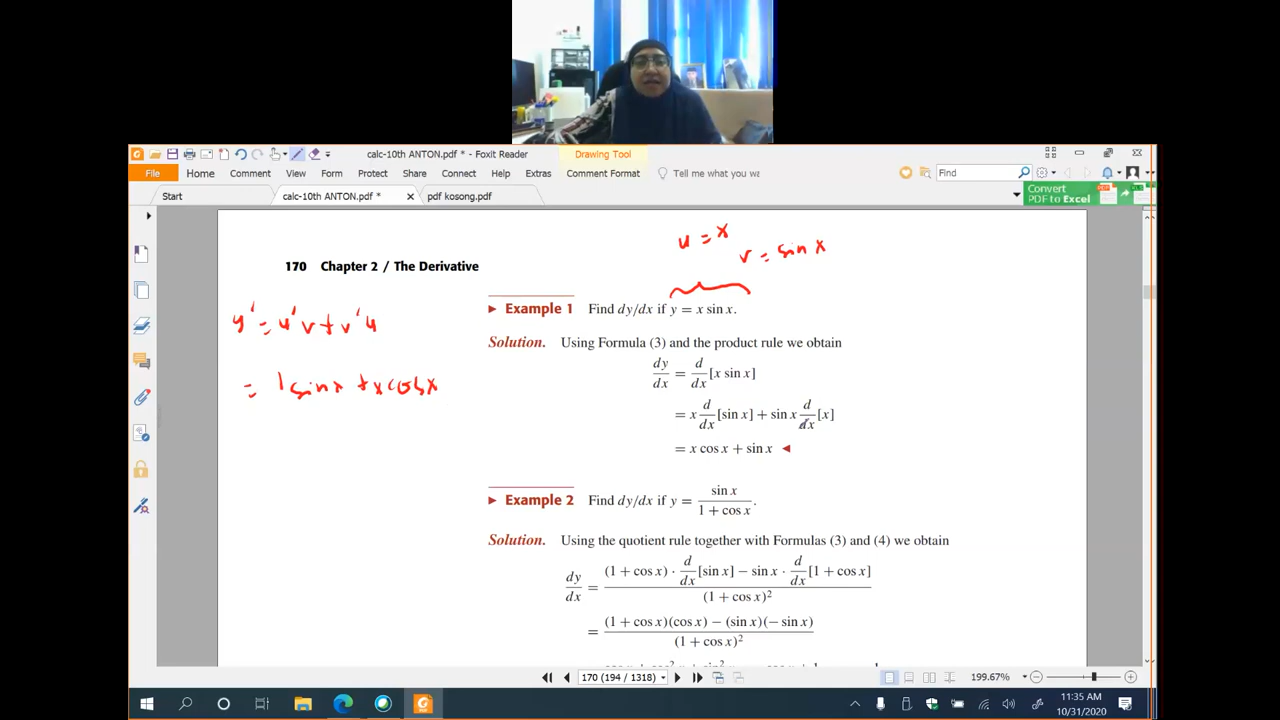 calc-10th ANTON.pdf * - Foxit Reader
Drawing Tool
File Home Comment View Form Protect Share Connect Help Extras Comment Format Tell me what you wa Find
Start calc-10th ANTON.pdf * pdf kosong.pdf
Convert
PDF to Excel
u = x
v = sin x
170 Chapter 2 / The Derivative
Example 1 Find dy/dx if y = x sin x.
y' = u'v + v'u
Solution. Using Formula (3) and the product rule we obtain
dy/dx = d/dx [x sin x]
= 1 sin x + x cos x
= x d/dx [sin x] + sin x d/dx [x]
= x cos x + sin x
Example 2 Find dy/dx if y = sin x / 1 + cos x.
Solution. Using the quotient rule together with Formulas (3) and (4) we obtain
dy/dx = (1 + cos x) · d/dx [sin x] − sin x · d/dx [1 + cos x] / (1 + cos x)²
= (1 + cos x)(cos x) − (sin x)(− sin x) / (1 + cos x)²
170 (194 / 1318)
199.67%
11:35 AM
10/31/2020